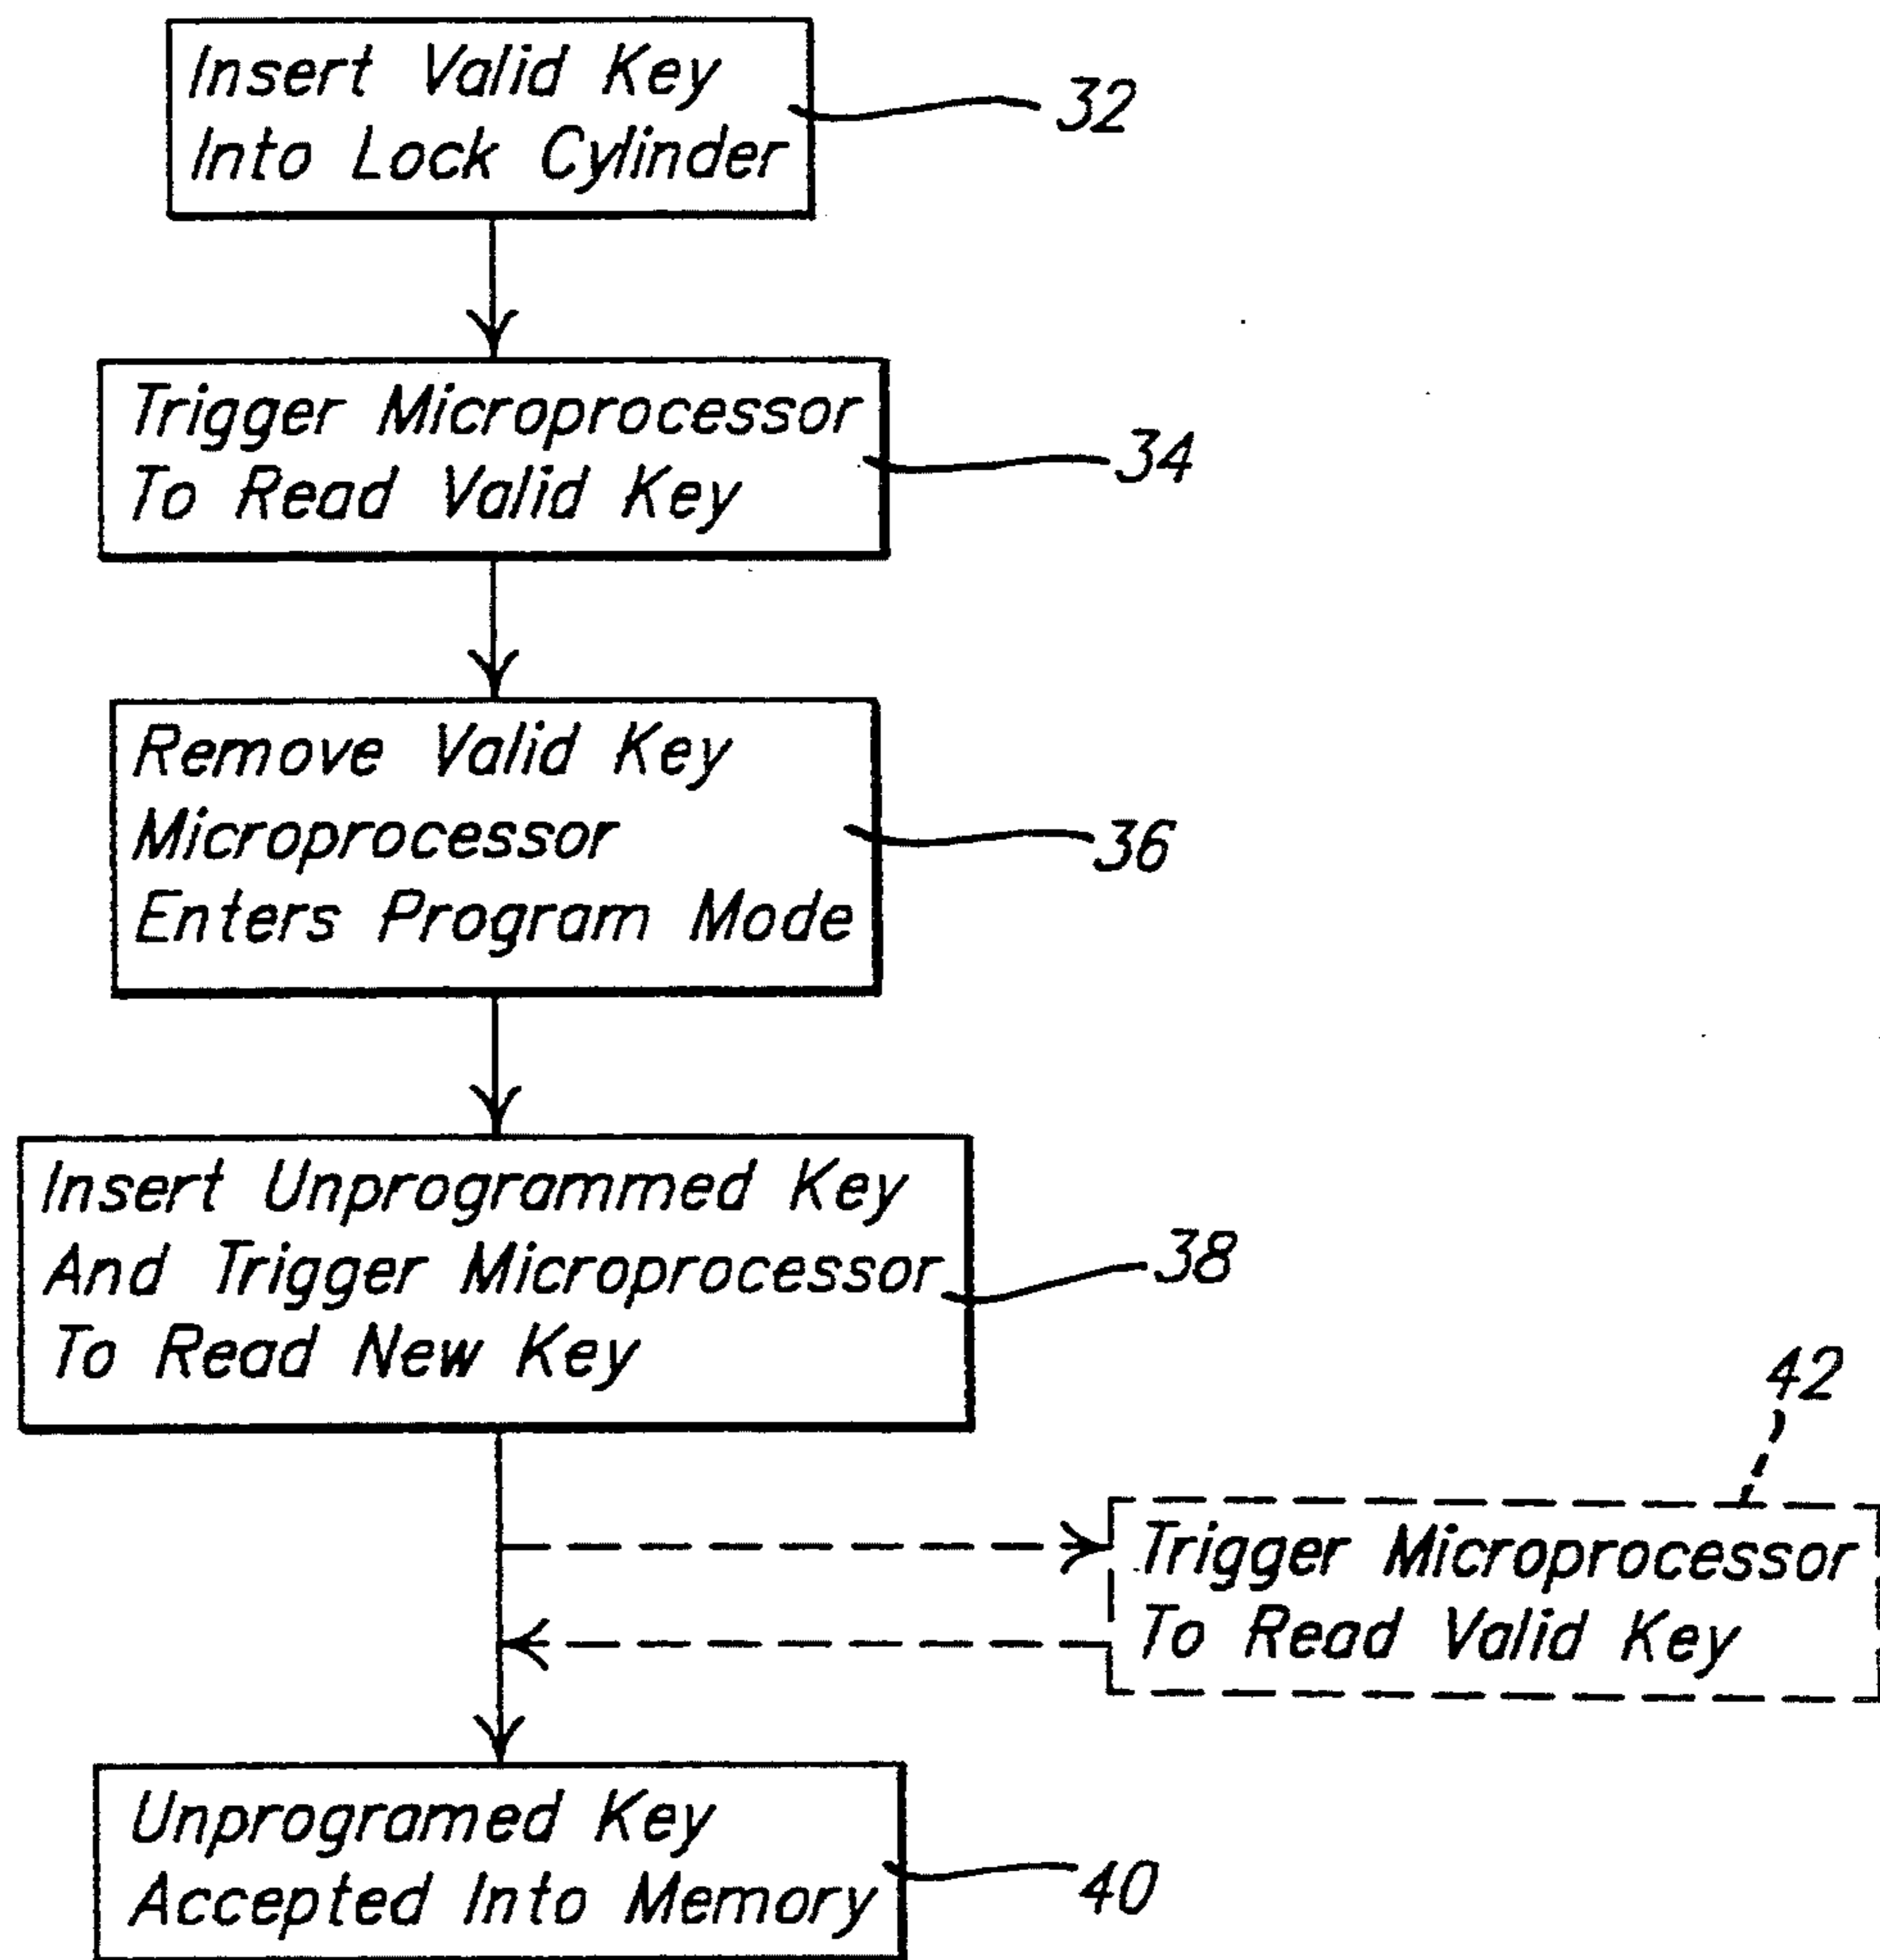 Insert Valid Key
Into Lock Cylinder
32
Trigger Microprocessor
To Read Valid Key
34
Remove Valid Key
Microprocessor
Enters Program Mode
36
Insert Unprogrammed Key
And Trigger Microprocessor
To Read New Key
38
42
Trigger Microprocessor
To Read Valid Key
Unprogramed Key
Accepted Into Memory
40